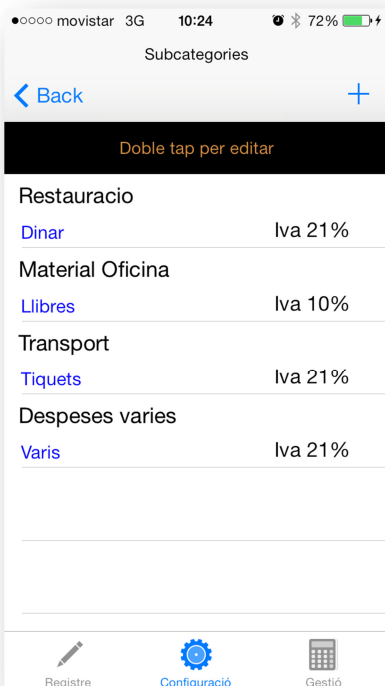 movistar 3G 10:24 72%
Subcategories
Back +
Doble tap per editar
Restauracio
Dinar Iva 21%
Material Oficina
Llibres Iva 10%
Transport
Tiquets Iva 21%
Despeses varies
Varis Iva 21%
Registre Configuració Gestió